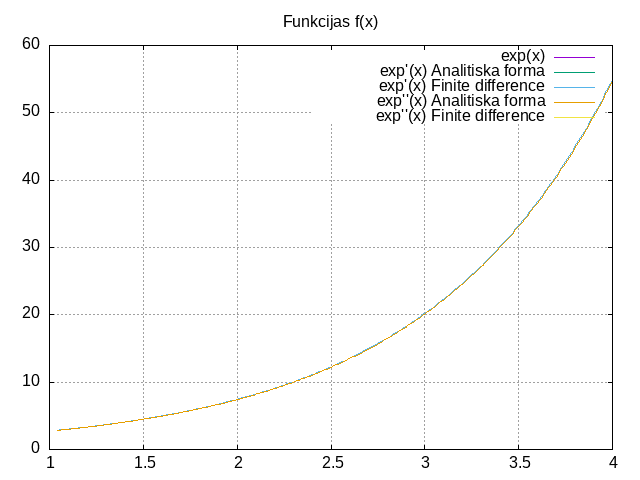 Funkcijas f(x)
60
exp(x)
exp'(x) Analitiska forma
exp'(x) Finite difference
exp''(x) Analitiska forma
exp''(x) Finite difference
50
40
30
20
10
0
1 1.5 2 2.5 3 3.5 4